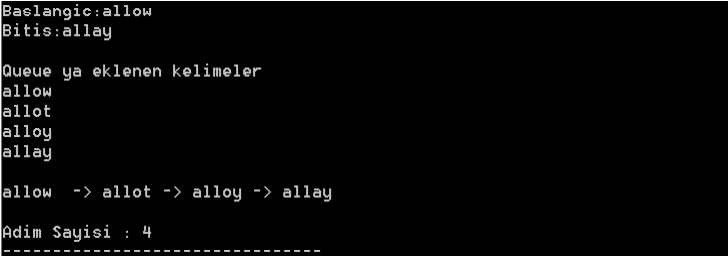 Baslangic:allow
Bitis:allay
Queue ya eklenen kelimeler
allow
allot
alloy
allay
allow  -> allot -> alloy -> allay
Adim Sayisi : 4
--------------------------------